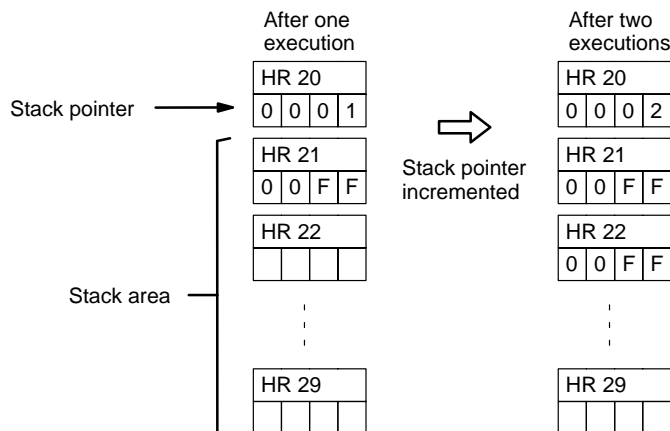 After one
execution
After two
executions
HR 20
HR 20
Stack pointer
0 0 0 1
0 0 0 2
HR 21
HR 21
Stack pointer
incremented
0 0 F F
0 0 F F
HR 22
HR 22
0 0 F F
Stack area
HR 29
HR 29